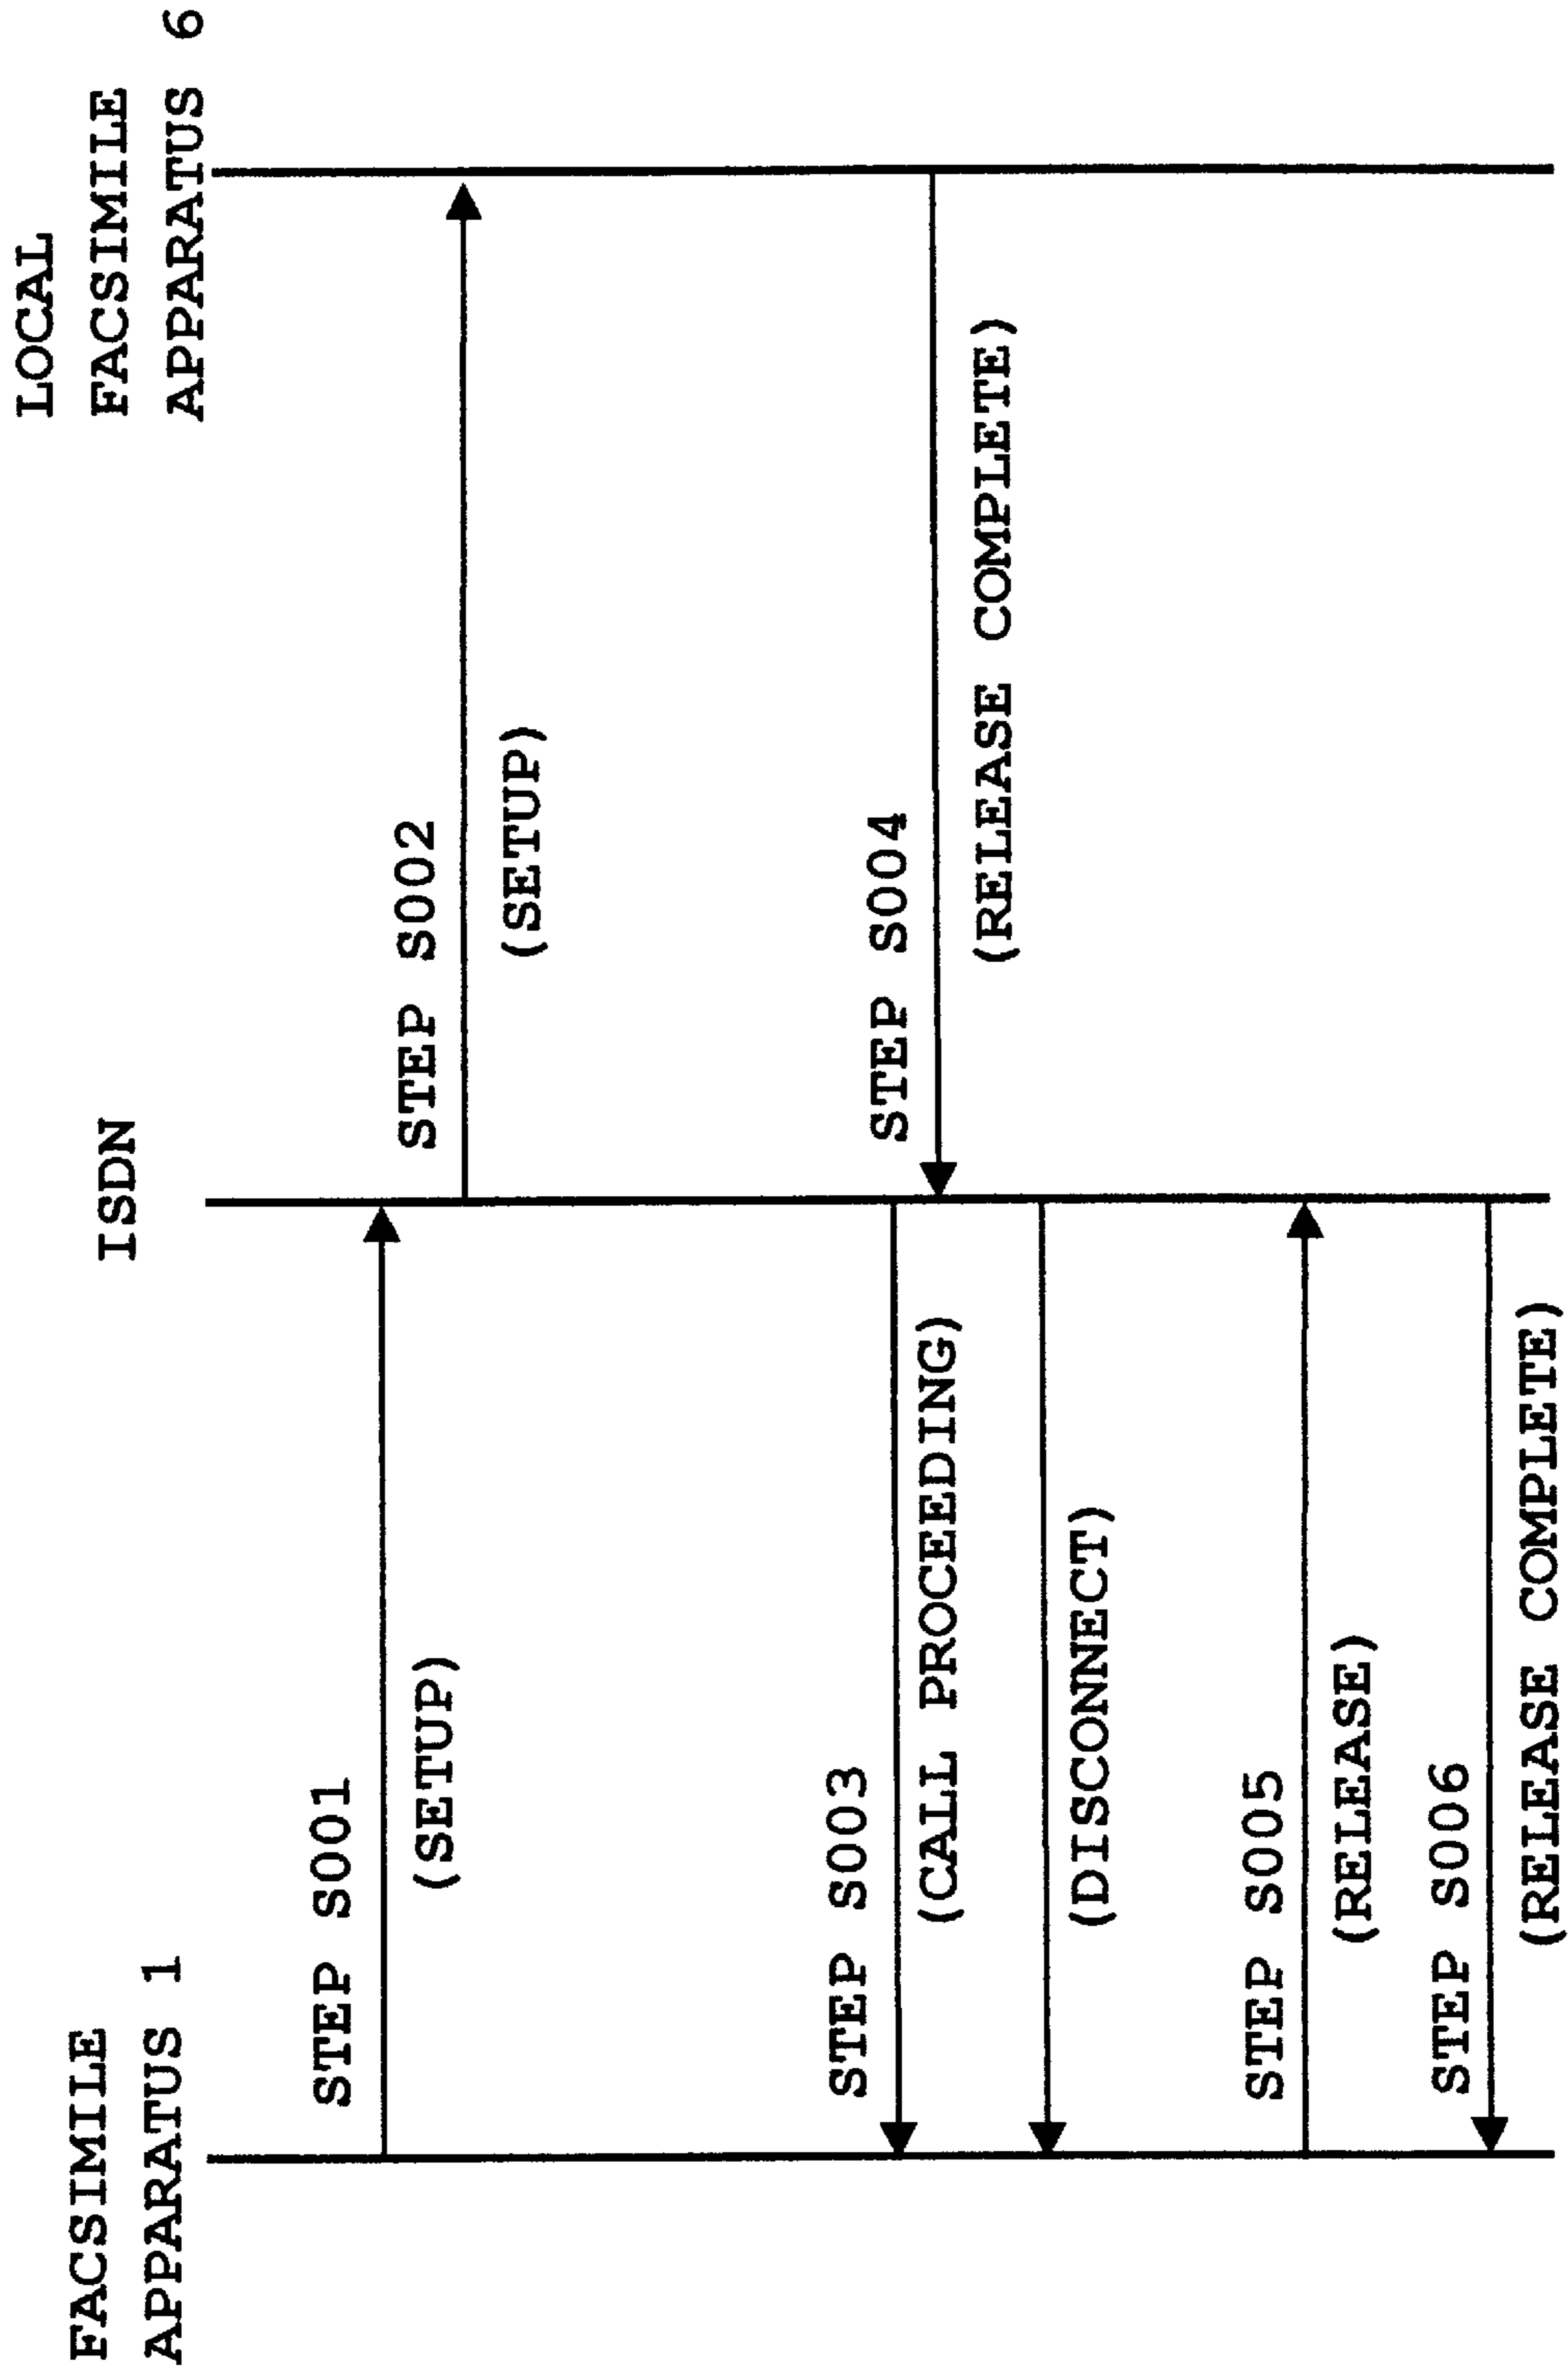 FACSIMILE
APPARATUS 1
ISDN
LOCAL
FACSIMILE
APPARATUS 6
STEP S001
(SETUP)
STEP S002
(SETUP)
STEP S003
(CALL PROCEEDING)
STEP S004
(RELEASE COMPLETE)
(DISCONNECT)
STEP S005
(RELEASE)
STEP S006
(RELEASE COMPLETE)